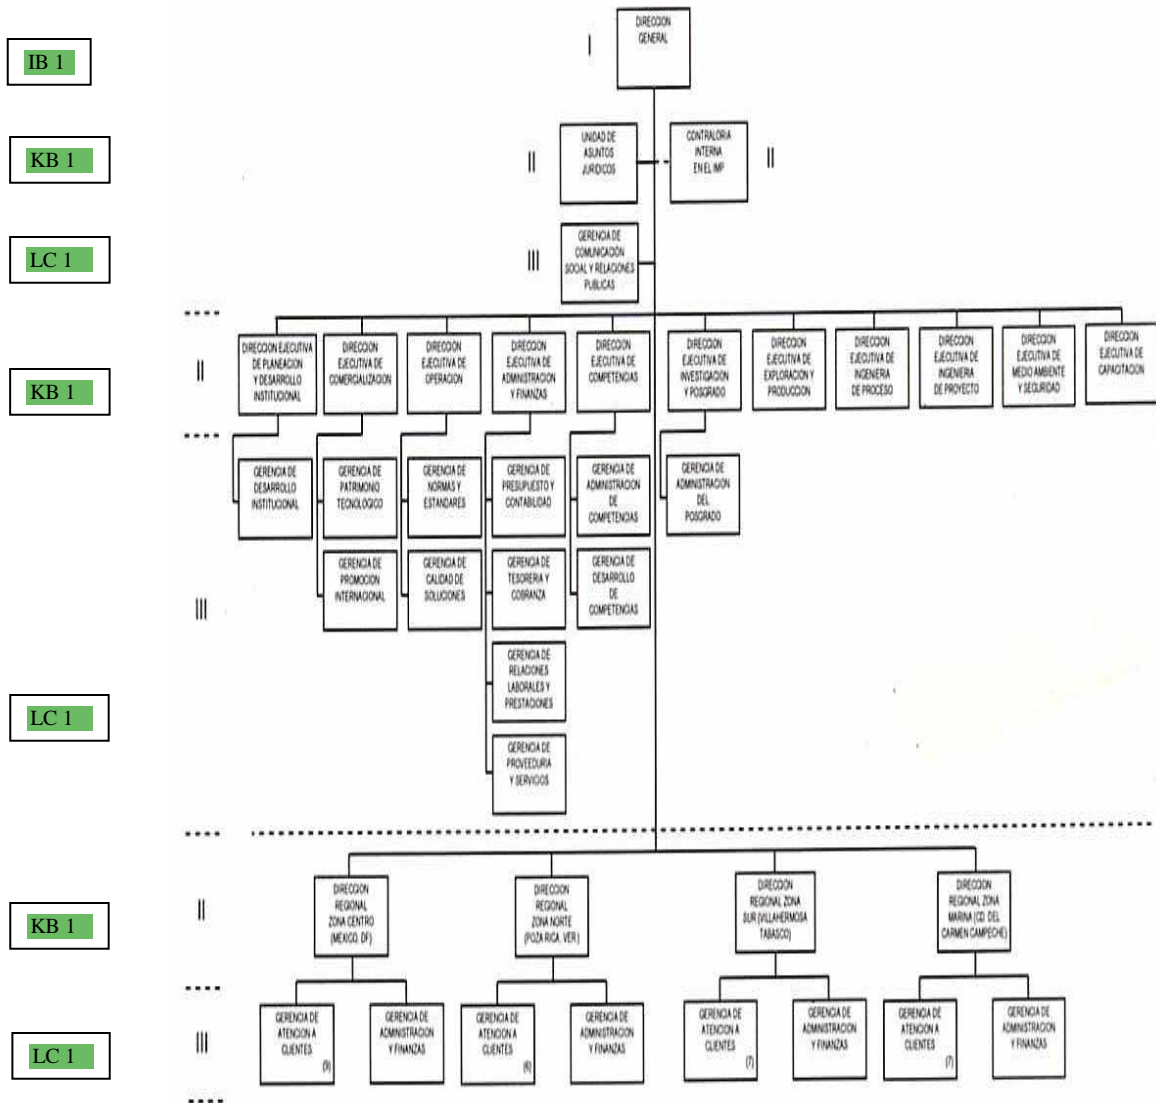 DIRECCION
GENERAL
I
IB 1
UNIDAD DE
ASUNTOS
JURIDICOS
CONTRALORIA
INTERNA
EN EL IMP
II
II
KB 1
GERENCIA DE
COMUNICACIÓN
SOCIAL Y RELACIONES
PUBLICAS
III
LC 1
DIRECCION EJECUTIVA
DE PLANEACION
Y DESARROLLO
INSTITUCIONAL
DIRECCION
EJECUTIVA DE
COMERCIALIZACION
DIRECCION
EJECUTIVA DE
OPERACION
DIRECCION
EJECUTIVA DE
ADMINISTRACION
Y FINANZAS
DIRECCION
EJECUTIVA DE
COMPETENCIAS
DIRECCION
EJECUTIVA DE
INVESTIGACION
Y POSGRADO
DIRECCION
EJECUTIVA DE
EXPLORACION Y
PRODUCCION
DIRECCION
EJECUTIVA DE
INGENIERIA
DE PROCESO
DIRECCION
EJECUTIVA DE
INGENIERIA
DE PROYECTO
DIRECCION
EJECUTIVA DE
MEDIO AMBIENTE
Y SEGURIDAD
DIRECCION
EJECUTIVA DE
CAPACITACION
II
KB 1
GERENCIA DE
DESARROLLO
INSTITUCIONAL
GERENCIA DE
PATRIMONIO
TECNOLOGICO
GERENCIA DE
NORMAS Y
ESTANDARES
GERENCIA DE
PRESUPUESTO Y
CONTABILIDAD
GERENCIA DE
ADMINISTRACION
DE
COMPETENCIAS
GERENCIA DE
ADMINISTRACION
DEL
POSGRADO
GERENCIA DE
PROMOCION
INTERNACIONAL
GERENCIA DE
CALIDAD DE
SOLUCIONES
GERENCIA DE
TESORERIA Y
COBRANZA
GERENCIA DE
DESARROLLO
DE
COMPETENCIAS
III
GERENCIA DE
RELACIONES
LABORALES Y
PRESTACIONES
LC 1
GERENCIA DE
PROVEEDURIA
Y SERVICIOS
DIRECCION
REGIONAL
ZONA CENTRO
(MEXICO, DF)
DIRECCION
REGIONAL
ZONA NORTE
(POZA RICA, VER.)
DIRECCION
REGIONAL ZONA
SUR (VILLAHERMOSA
TABASCO)
DIRECCION
REGIONAL ZONA
MARINA (CD. DEL
CARMEN CAMPECHE)
II
KB 1
GERENCIA DE
ATENCION A
CLIENTES
GERENCIA DE
ADMINISTRACION
Y FINANZAS
GERENCIA DE
ATENCION A
CLIENTES
(6)
GERENCIA DE
ADMINISTRACION
Y FINANZAS
GERENCIA DE
ATENCION A
CLIENTES
(7)
GERENCIA DE
ADMINISTRACION
Y FINANZAS
GERENCIA DE
ATENCION A
CLIENTES
(7)
GERENCIA DE
ADMINISTRACION
Y FINANZAS
III
LC 1